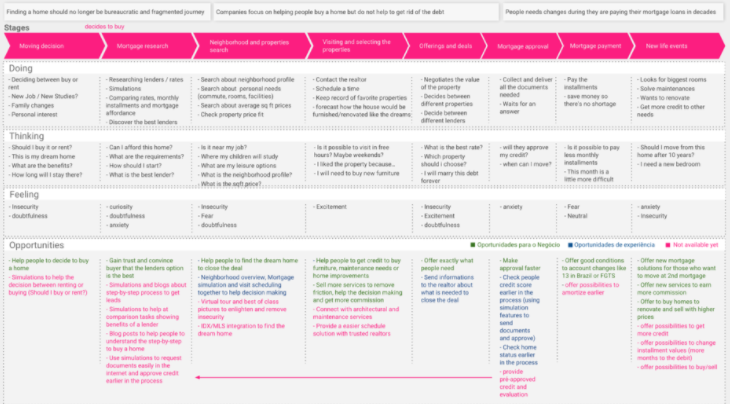 Finding a home should no longer be bureaucratic and fragmented journey
Companies focus on helping people buy a home but do not help to get rid of the debt
People needs changes during they are paying their mortgage loans in decades
Stages
decides to buy
Moving decision
Mortgage research
Neighborhood and properties
search
Visiting and selecting the
properties
Offerings and deals
Mortgage approval
Mortgage payment
New life events
Doing
- Deciding between buy or
rent
- New Job / New Studies?
- Family changes
- Personal interest
- Researching lenders / rates
- Simulations
- Comparing rates, monthly
installments and mortgage
affordance
- Discover the best lenders
- Search about neighborhood profile
- Search about personal needs
(commute, rooms, facilities)
- Search about average sq ft prices
- Check property price fit
- Contact the realtor
- Schedule a time
- Keep record of favorite properties
- forecast how the house would be
furnished/renovated like the dreams
- Negotiates the value
of the property
- Decides between
different properties
- Decide between
different lenders
- Collect and deliver
all the documents
needed
- Waits for an
answer
- Pay the
installments
- save money so
there's no shortage.
- Looks for biggest rooms
- Solve maintenances
- Wants to renovate
- Get more credit to other
needs
Thinking
- Should I buy it or rent?
- This is my dream home
- What are the benefits?
- How long will I stay there?
- Can I afford this home?
- What are the requirements?
- How should I start?
- What is the best lender?
- Is it near my job?
- Where my children will study
- What are my leisure options
- What is the neighborhood profile?
- What is the sqft price?
- Is it possible to visit in free
hours? Maybe weekends?
- I liked the property because...
- I will need to buy new furniture
- What is the best rate?
- Which property
should I choose?
- I will marry this debt
forever
- will they approve
my credit?
- when can I move?
- Is it possible to pay
less monthly
installments
- This month is a
little more difficult
- Should I move from this
home after 10 years?
- I need a new bedroom
Feeling
- Insecurity
- doubtfulness
curiosity
- doubtfulness
- anxiety
- Insecurity
- Fear
- doubtfulness
- Excitement
- Insecurity
- Excitement
- doubtfulness
- anxiety
- Fear
- Neutral
- anxiety
- Insecurity
Opportunities
Oportunidades para o Negócio
Oportunidades de experiência
Not available yet
- Help people to decide to buy
a home
- Simulations to help the
decision between renting or
buying (Should I buy or rent?)
- Gain trust and convince
buyer that the lenders option
is the best
- Simulations and blogs about
step-by-step process to get
leads
- Simulations to help at
comparison tasks showing
benefits of a lender
- Blog posts to help people to
understand the step-by-step
to buy a home
- Use simulations to request
documents easily in the
internet and approve credit
earlier in the process
- Help people to find the dream home
to close the deal
- Neighborhood overview, Mortgage
simulation and visit scheduling
together to help decision making
- Virtual tour and best of class
pictures to enlighten and remove
insecurity
- IDX/MLS integration to find the
dream home
- Help people to get credit to buy
furniture, maintenance needs or
home improvements
- Sell more services to remove
friction, help the decision making
and get more commission
- Connect with architectural and
maintenance services
- Provide a easier schedule
solution with trusted realtors
- Offer exactly what
people need
- Send informations
to the realtor about
what is needed to
close the deal
- Make
approval faster
- Check people
credit score
earlier in the
process (using
simulation
features to
send
documents
and approve)
- Check home
status earlier
in the process
- provide
pre-approved
credit and
evaluation
- Offer good conditions
to account changes like
13 in Brazil or FGTS
- offer possibilities to
amortize earlier
- Offer new mortgage
solutions for those who want
to move at 2nd mortgage
- Offer new services to earn
more commission.
- Offer to buy homes to
renovate and sell with higher
prices
- offer possibilities to get
more credit
- offer possibilities to change
installment values (more
months to the debt)
- offer possibilities to buy/sell